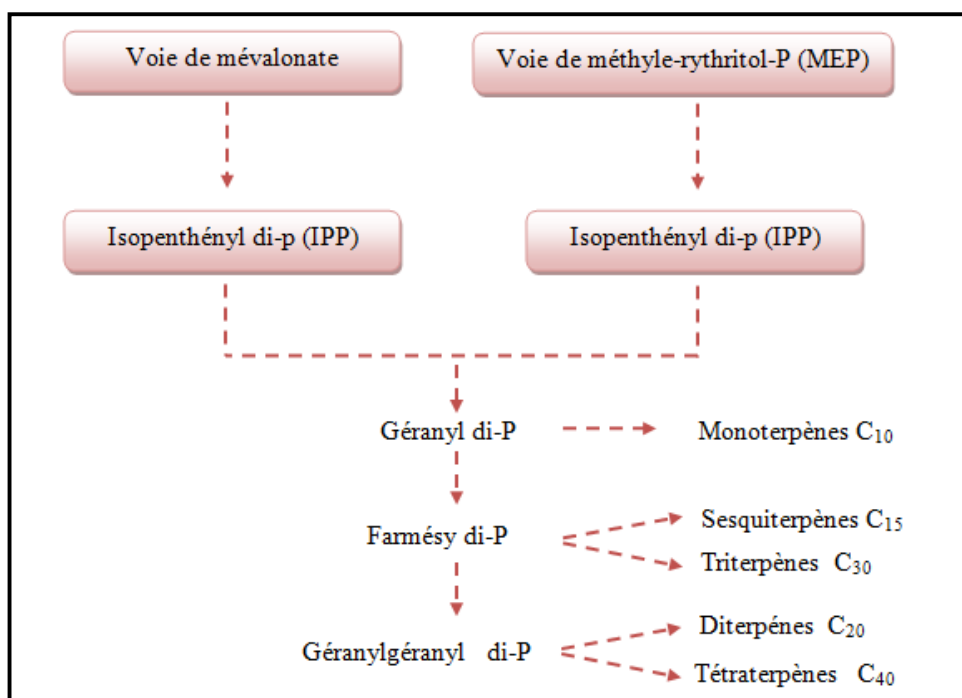 Voie de mévalonate
Voie de méthyle-rythritol-P (MEP)
Isopenthényl di-p (IPP)
Isopenthényl di-p (IPP)
Géranyl di-P
Monoterpènes C10
Farmésy di-P
Sesquiterpènes C15
Triterpènes C30
Géranylgéranyl di-P
Diterpénes C20
Tétraterpènes C40